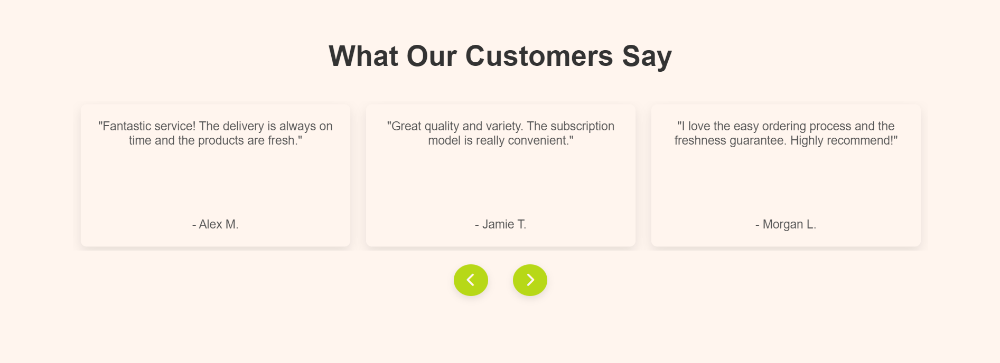 What Our Customers Say
"Fantastic service! The delivery is always on
time and the products are fresh."
- Alex M.
"Great quality and variety. The subscription
model is really convenient."
- Jamie T.
"I love the easy ordering process and the
freshness guarantee. Highly recommend!"
- Morgan L.